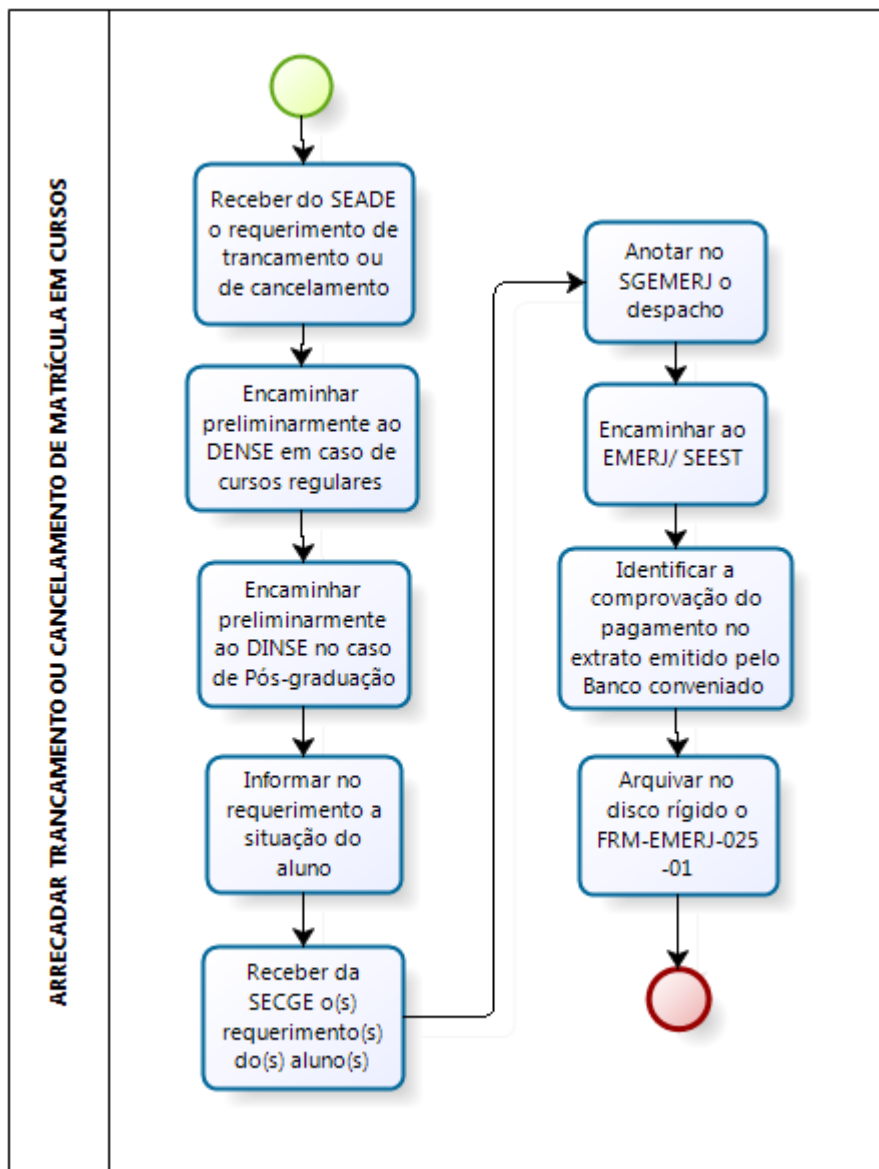 ARRECADAR TRANCAMENTO OU CANCELAMENTO DE MATRÍCULA EM CURSOS
Receber do SEADE
o requerimento de
trancamento ou
de cancelamento
Encaminhar
preliminarmente ao
DENSE em caso de
cursos regulares
Encaminhar
preliminarmente
ao DINSE no caso
de Pós-graduação
Informar no
requerimento a
situação do
aluno
Receber da
SECGE o(s)
requerimento(s)
do(s) aluno(s)
Anotar no
SGEMERJ o
despacho
Encaminhar ao
EMERJ/ SEEST
Identificar a
comprovação do
pagamento no
extrato emitido pelo
Banco conveniado
Arquivar no
disco rígido o
FRM-EMERJ-025
-01